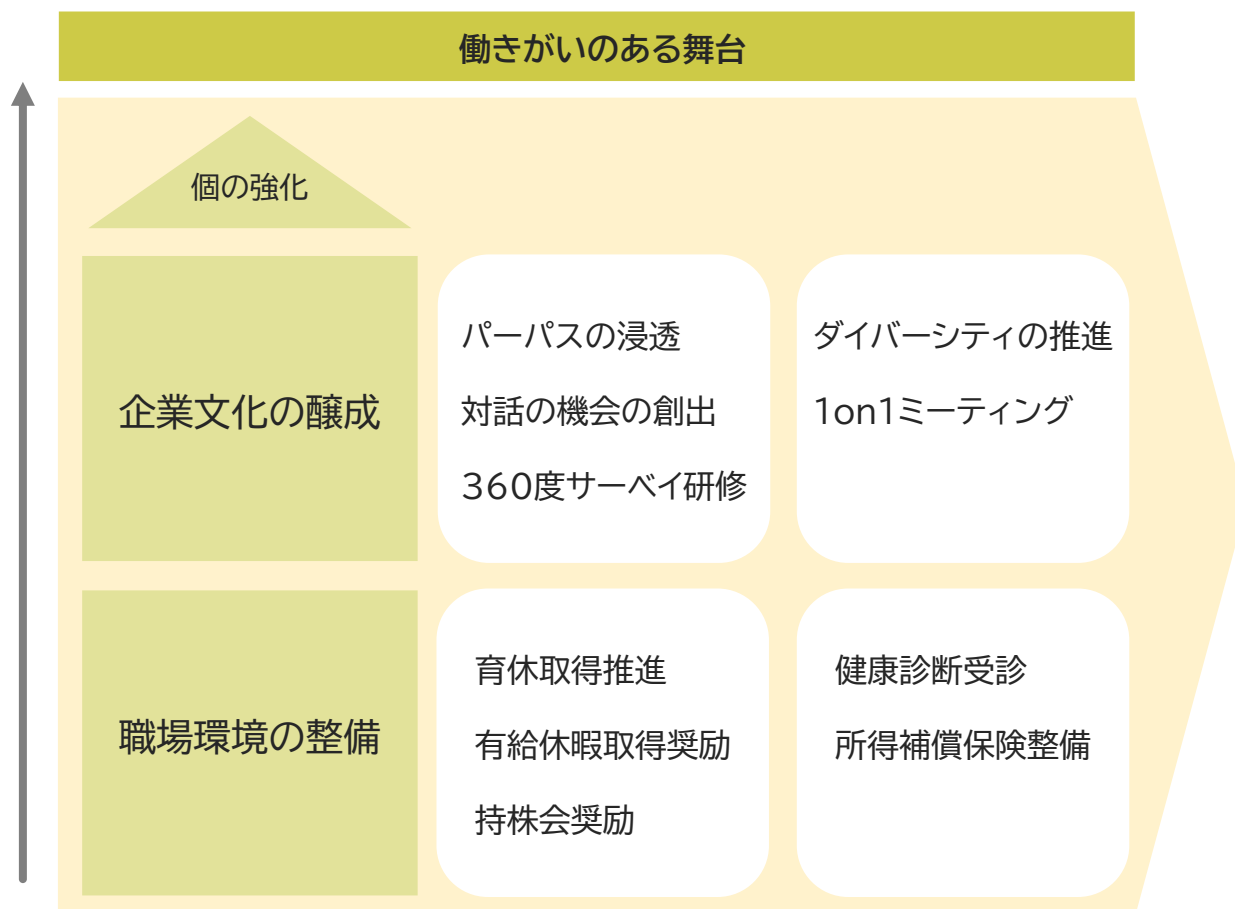 働きがいのある舞台
個の強化
企業文化の醸成
パーパスの浸透
対話の機会の創出
360度サーベイ研修
ダイバーシティの推進
1on1ミーティング
職場環境の整備
育休取得推進
有給休暇取得奨励
持株会奨励
健康診断受診
所得補償保険整備